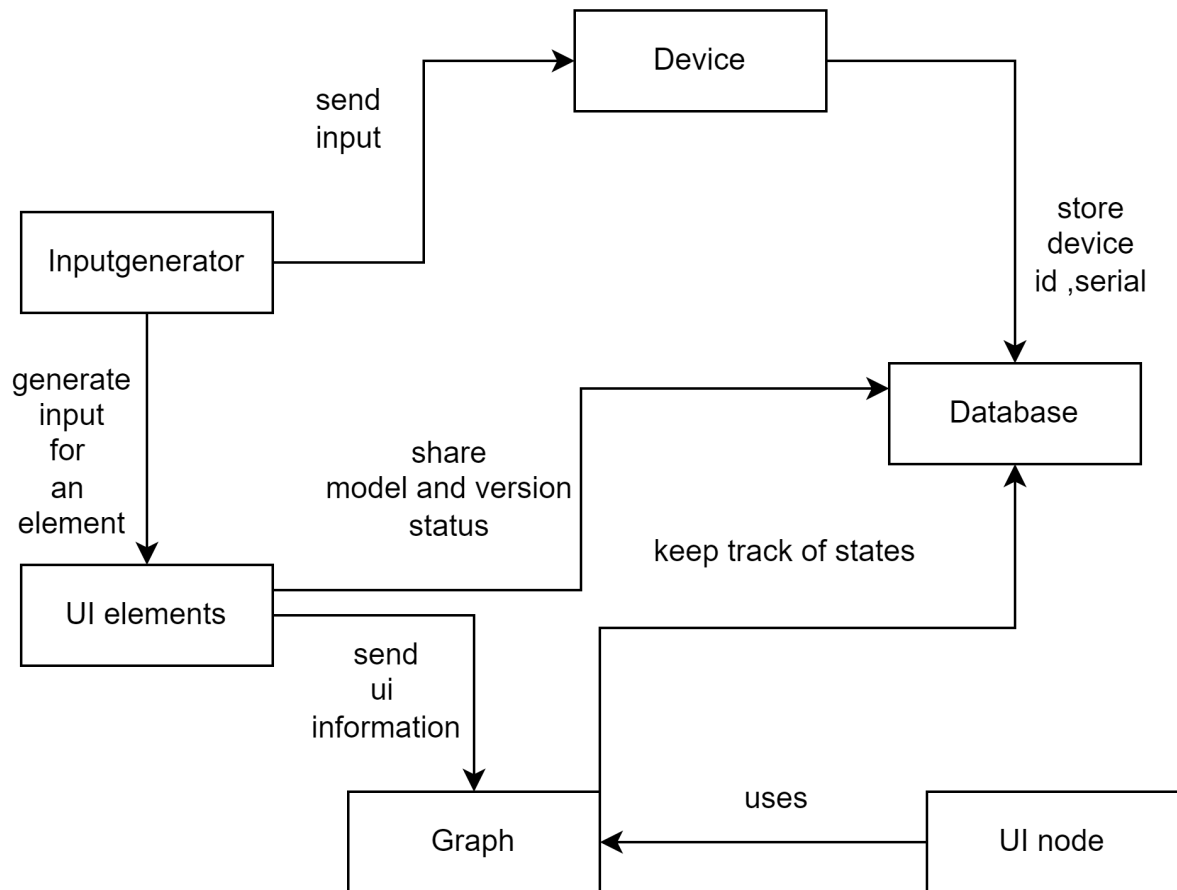 Device
send
input
Inputgenerator
store
device
id ,serial
generate
input
for
an
element
Database
share
model and version
status
keep track of states
UI elements
send
ui
information
uses
Graph
UI node